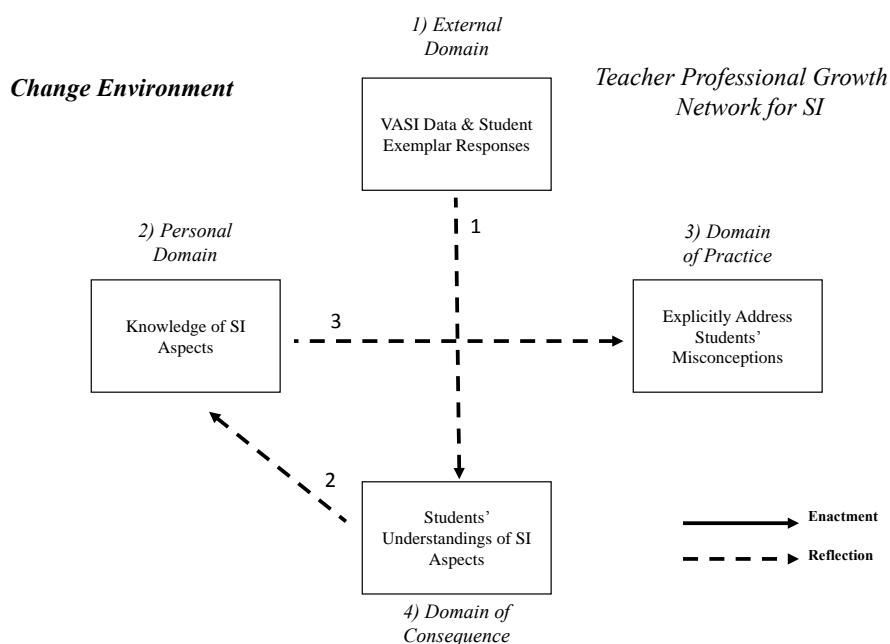 1) External
Domain
Change Environment
Teacher Professional Growth
Network for SI
VASI Data & Student
Exemplar Responses
1
2) Personal
Domain
3) Domain
of Practice
Knowledge of SI
Aspects
3
Explicitly Address
Students’
Misconceptions
2
Students’
Understandings of SI
Aspects
Enactment
Reflection
4) Domain of
Consequence